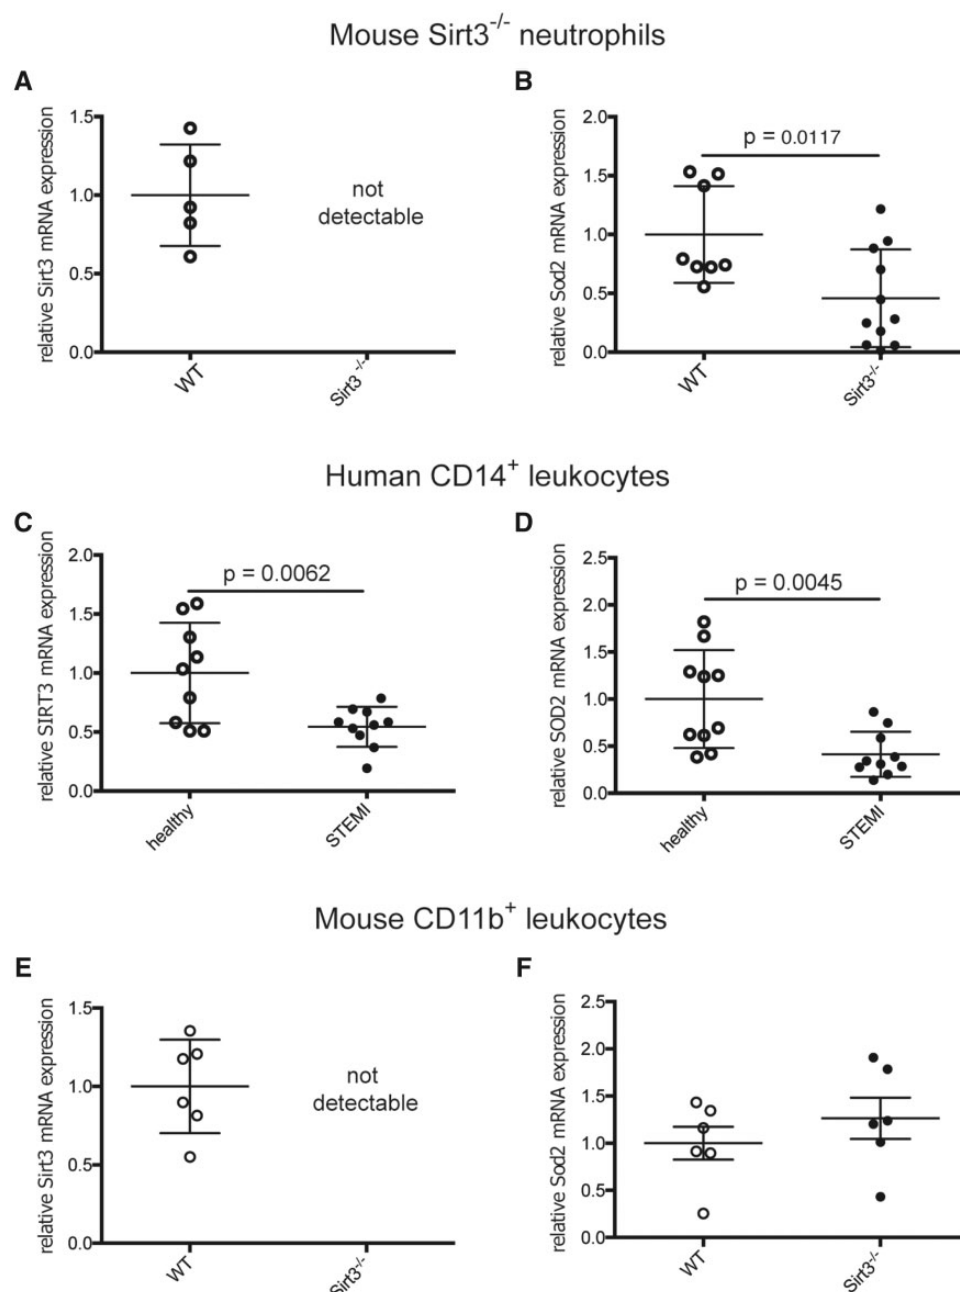 Mouse Sirt3-/- neutrophils
A
B
relative Sirt3 mRNA expression
1.5
1.0
0.5
0.0
not
detectable
WT
Sirt3-/-
relative Sod2 mRNA expression
2.0
1.5
1.0
0.5
0.0
p = 0.0117
WT
Sirt3-/-
Human CD14+ leukocytes
C
D
relative SIRT3 mRNA expression
2.0
1.5
1.0
0.5
0.0
p = 0.0062
healthy
STEMI
relative SOD2 mRNA expression
2.5
2.0
1.5
1.0
0.5
0.0
p = 0.0045
healthy
STEMI
Mouse CD11b+ leukocytes
E
F
relative Sirt3 mRNA expression
1.5
1.0
0.5
0.0
not
detectable
WT
Sirt3-/-
relative Sod2 mRNA expression
2.5
2.0
1.5
1.0
0.5
0.0
WT
Sirt3-/-